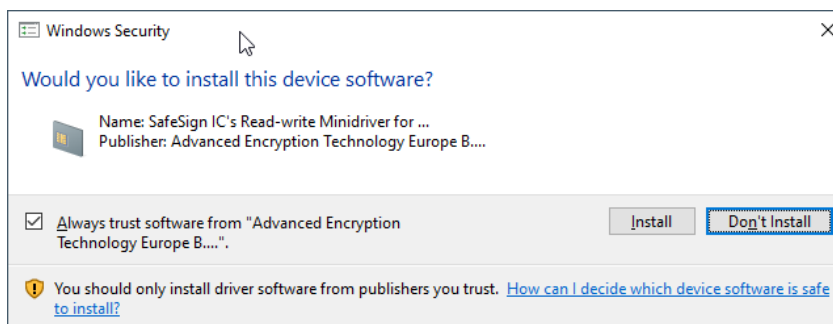 Windows Security
Would you like to install this device software?
Name: SafeSign IC's Read-write Minidriver for ...
Publisher: Advanced Encryption Technology Europe B....
Always trust software from "Advanced Encryption
Technology Europe B....".
Install
Don't Install
You should only install driver software from publishers you trust. How can I decide which device software is safe
to install?